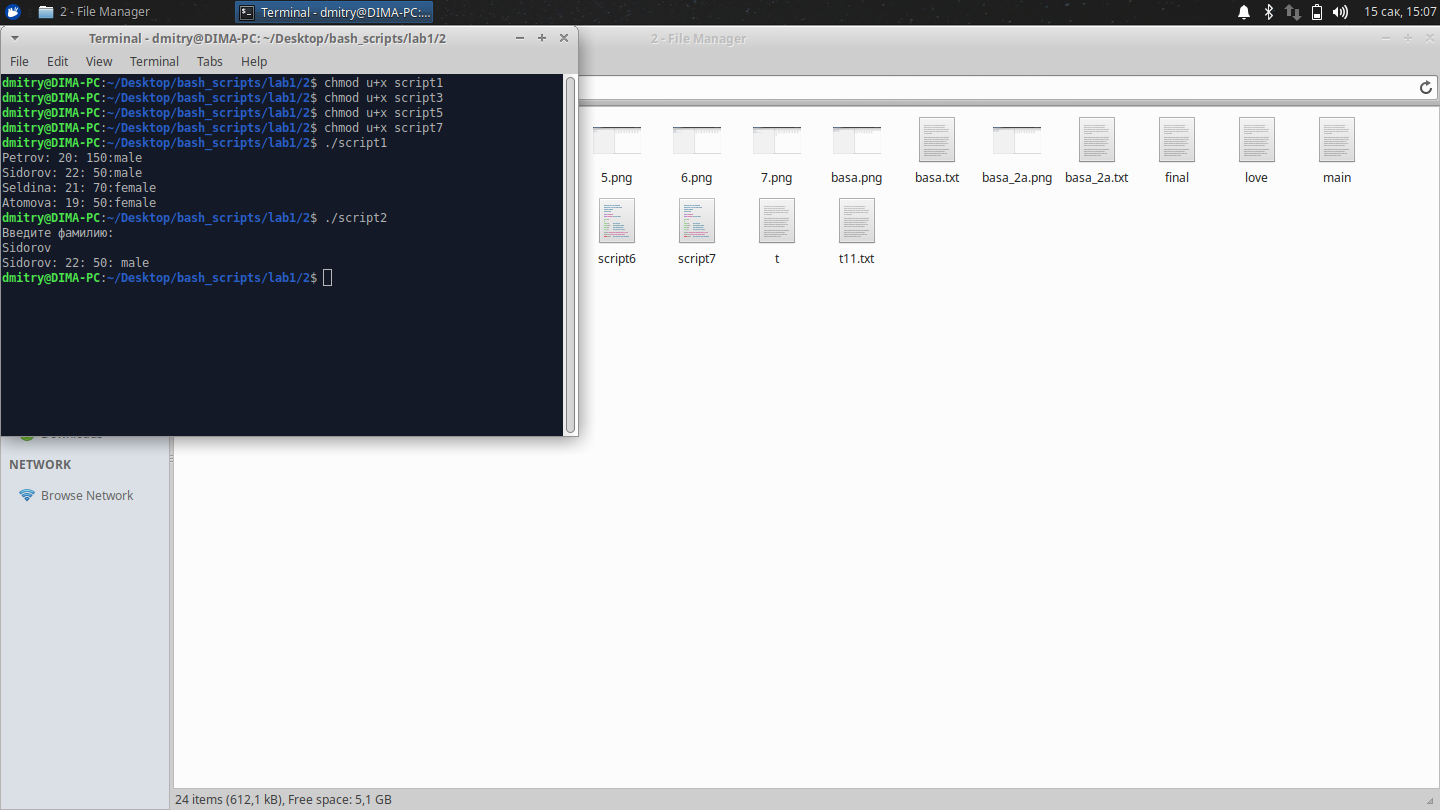 2 - File Manager
Terminal - dmitry@DIMA-PC:...
15 сак, 15:07
Terminal - dmitry@DIMA-PC: ~/Desktop/bash_scripts/lab1/2
2 - File Manager
File Edit View Terminal Tabs Help
dmitry@DIMA-PC:~/Desktop/bash_scripts/lab1/2$ chmod u+x script1
dmitry@DIMA-PC:~/Desktop/bash_scripts/lab1/2$ chmod u+x script3
dmitry@DIMA-PC:~/Desktop/bash_scripts/lab1/2$ chmod u+x script5
dmitry@DIMA-PC:~/Desktop/bash_scripts/lab1/2$ chmod u+x script7
dmitry@DIMA-PC:~/Desktop/bash_scripts/lab1/2$ ./script1
Petrov: 20: 150:male
Sidorov: 22: 50:male
Seldina: 21: 70:female
Atomova: 19: 50:female
dmitry@DIMA-PC:~/Desktop/bash_scripts/lab1/2$ ./script2
Введите фамилию:
Sidorov
Sidorov: 22: 50: male
dmitry@DIMA-PC:~/Desktop/bash_scripts/lab1/2$
5.png 6.png 7.png basa.png basa.txt basa_2a.png basa_2a.txt final love main
script6 script7 t t11.txt
NETWORK
Browse Network
24 items (612,1 kB), Free space: 5,1 GB